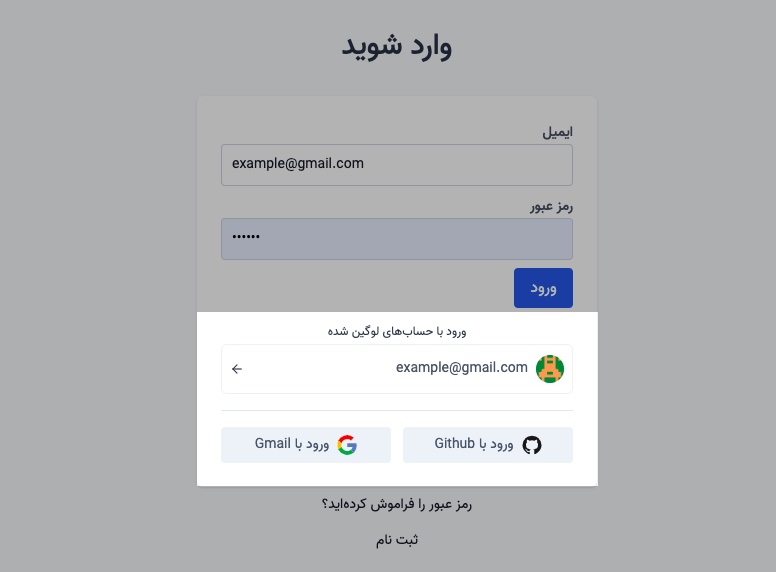 وارد شوید
ایمیل
example@gmail.com
رمز عبور
••••••
ورود
ورود با حساب‌های لوگین شده
example@gmail.com
ورود با Github
ورود با Gmail
رمز عبور را فراموش کرده‌اید؟
ثبت نام